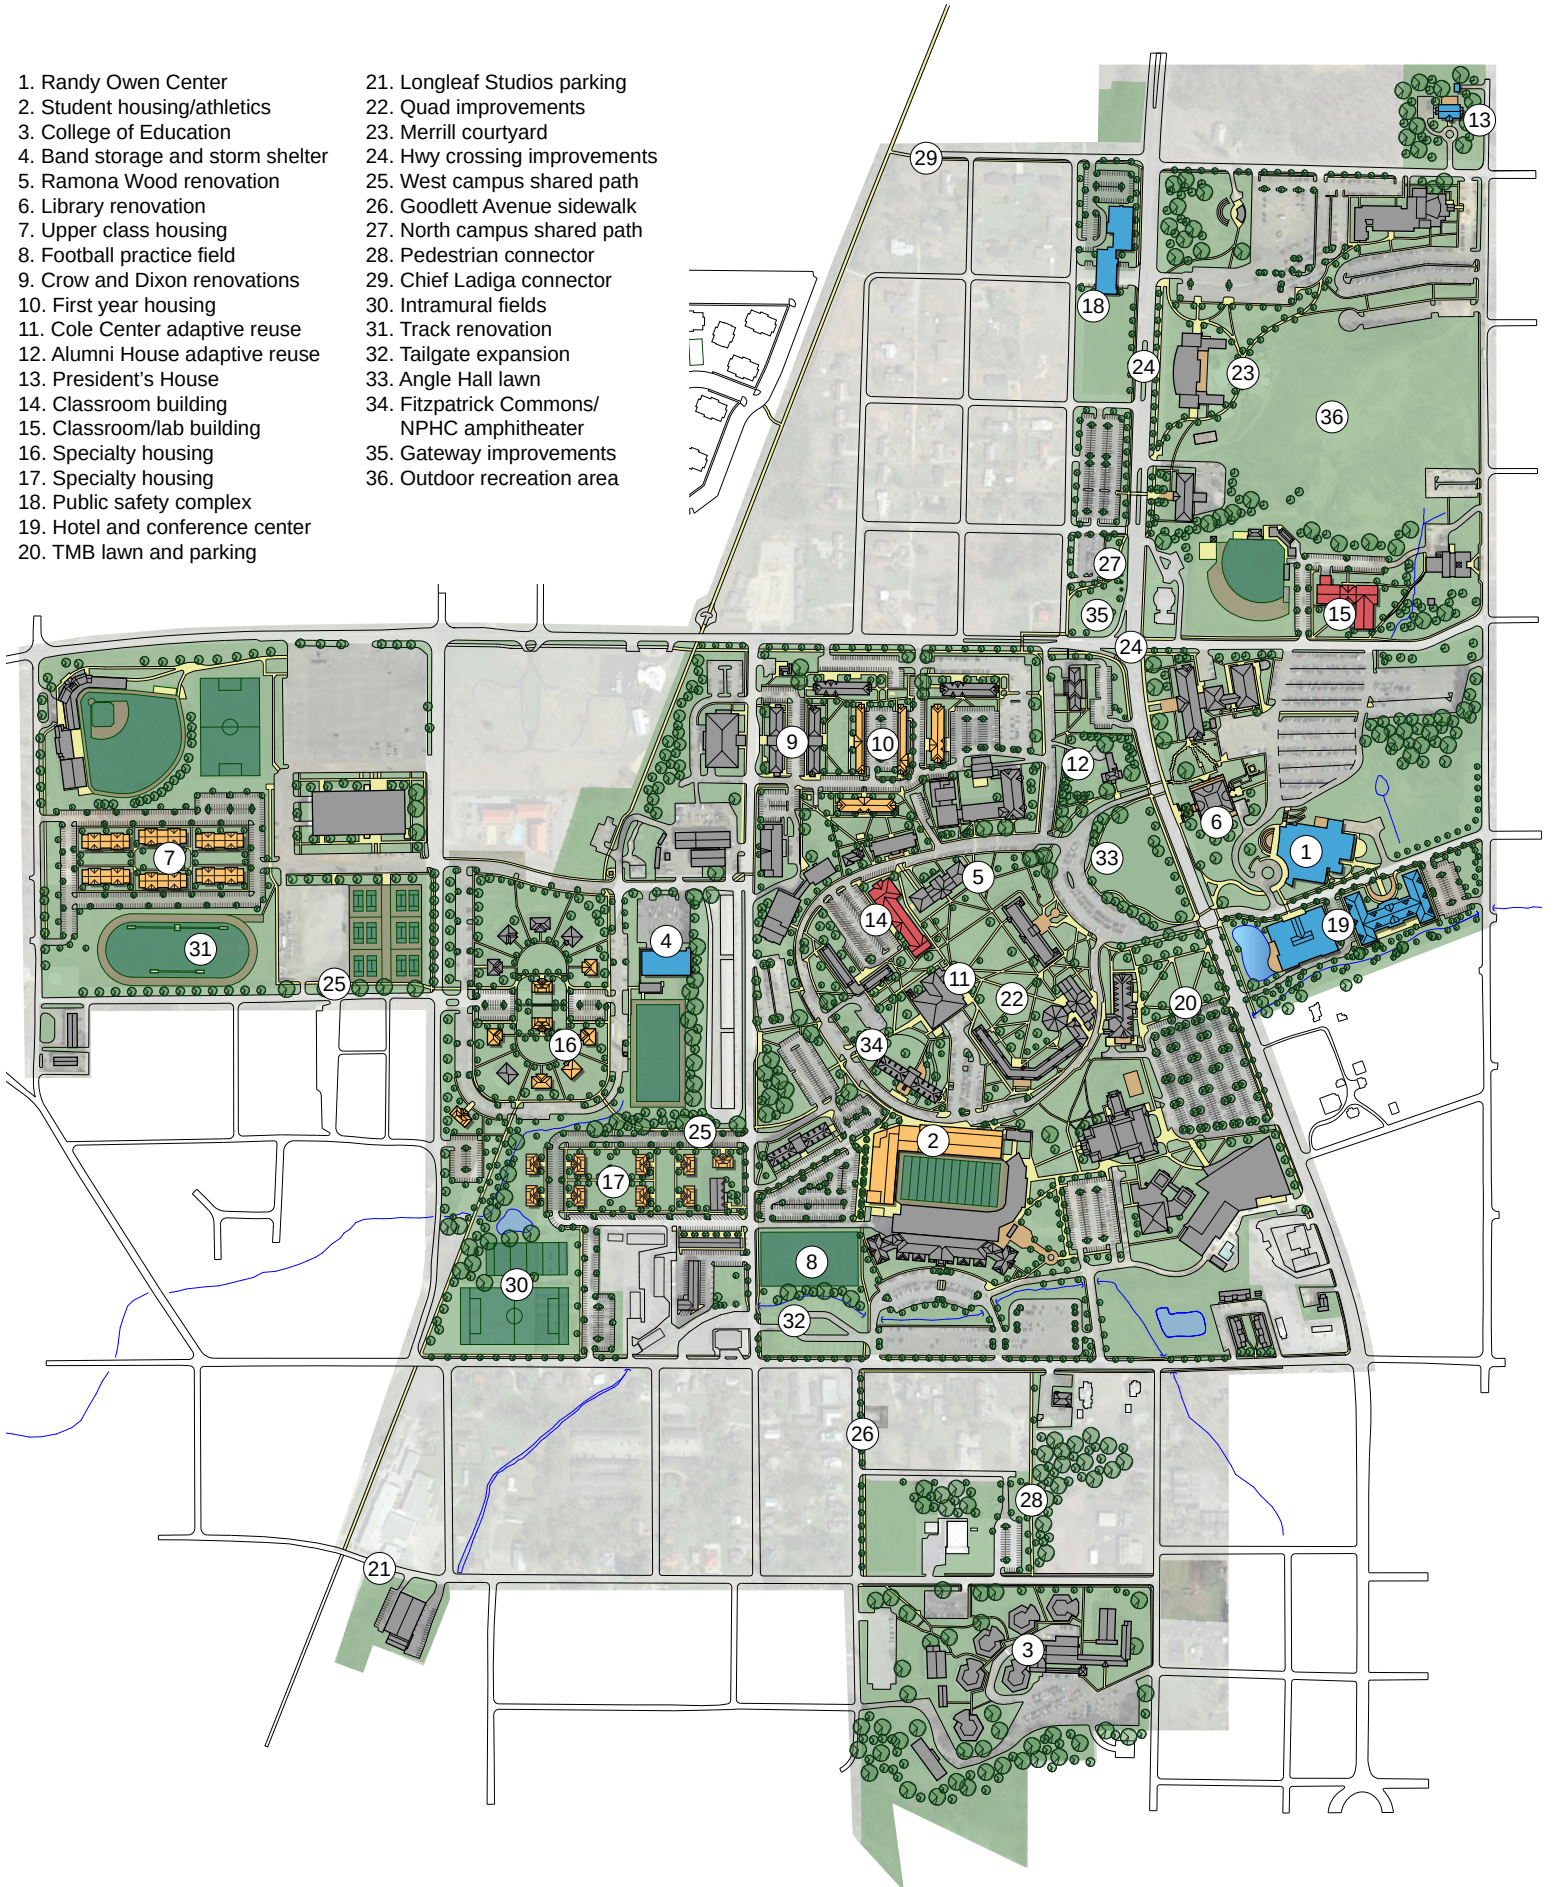 1. Randy Owen Center
2. Student housing/athletics
3. College of Education
4. Band storage and storm shelter
5. Ramona Wood renovation
6. Library renovation
7. Upper class housing
8. Football practice field
9. Crow and Dixon renovations
10. First year housing
11. Cole Center adaptive reuse
12. Alumni House adaptive reuse
13. President's House
14. Classroom building
15. Classroom/lab building
16. Specialty housing
17. Specialty housing
18. Public safety complex
19. Hotel and conference center
20. TMB lawn and parking
21. Longleaf Studios parking
22. Quad improvements
23. Merrill courtyard
24. Hwy crossing improvements
25. West campus shared path
26. Goodlett Avenue sidewalk
27. North campus shared path
28. Pedestrian connector
29. Chief Ladiga connector
30. Intramural fields
31. Track renovation
32. Tailgate expansion
33. Angle Hall lawn
34. Fitzpatrick Commons/
NPHC amphitheater
35. Gateway improvements
36. Outdoor recreation area
13
29
18
24
23
36
27
35
15
24
9
10
12
6
1
7
5
33
14
19
4
31
25
11
22
20
16
34
25
2
17
8
30
32
26
28
21
3